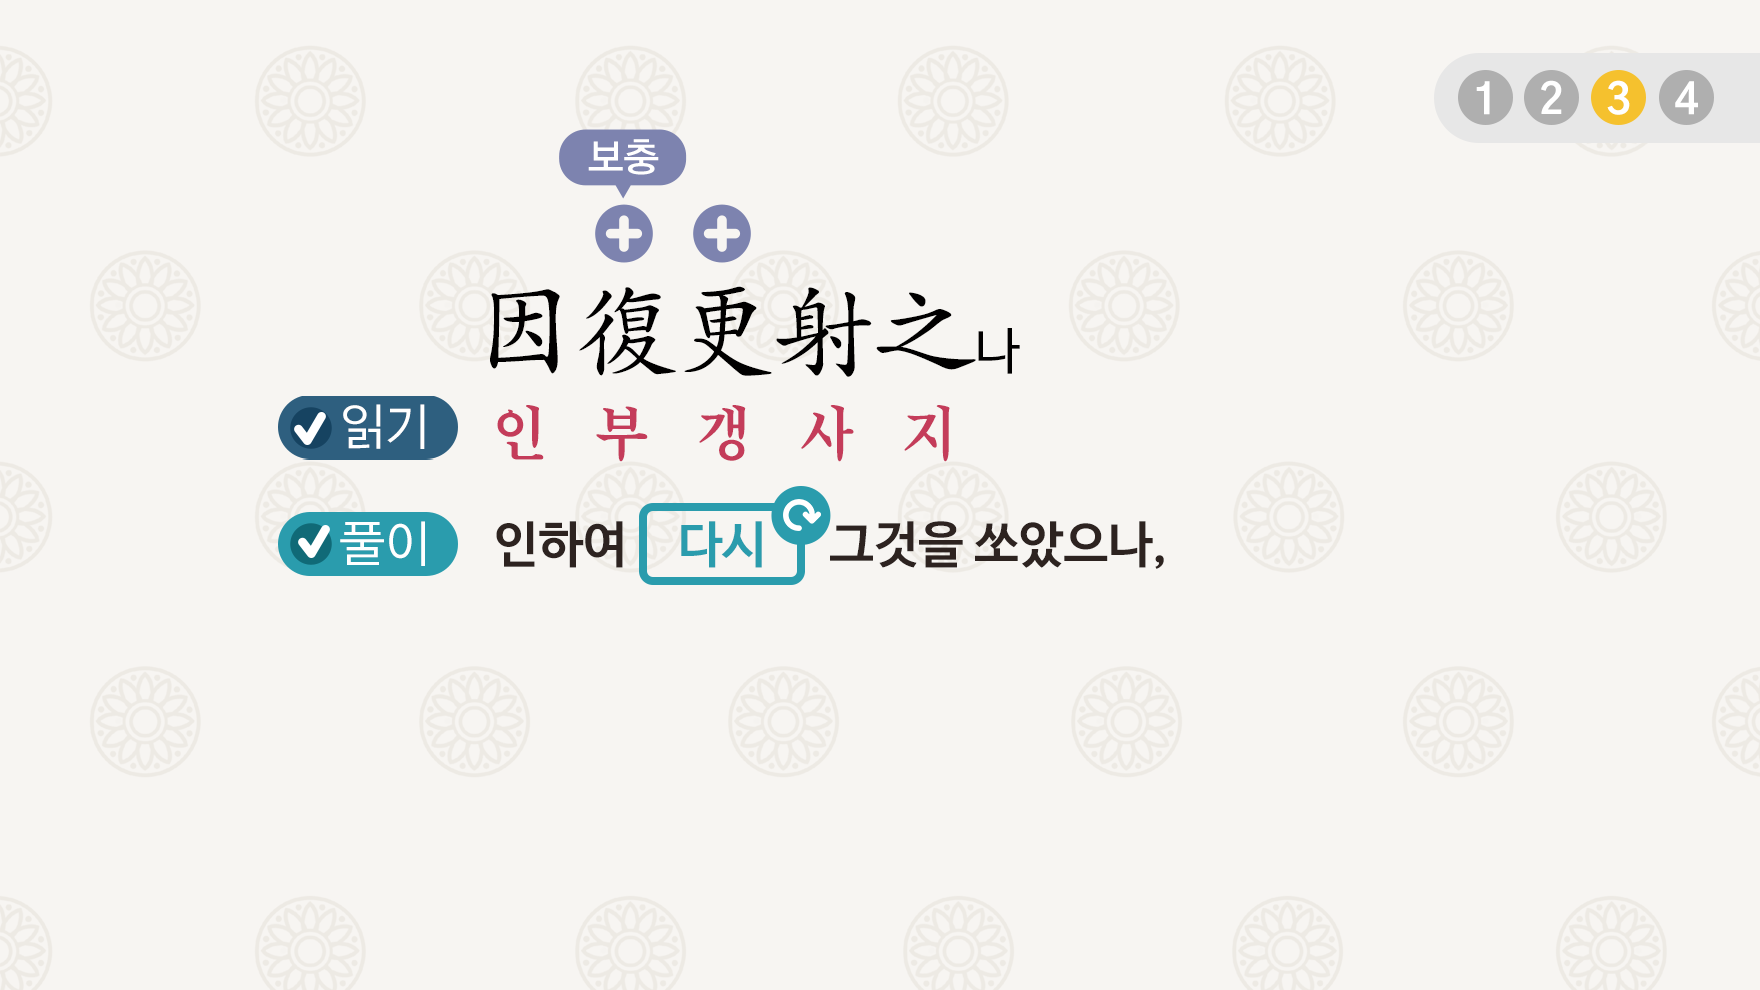 1 2 3 4
보충
因復更射之나
읽기 인 부 갱 사 지
풀이 인하여 다시 그것을 쏘았으나,